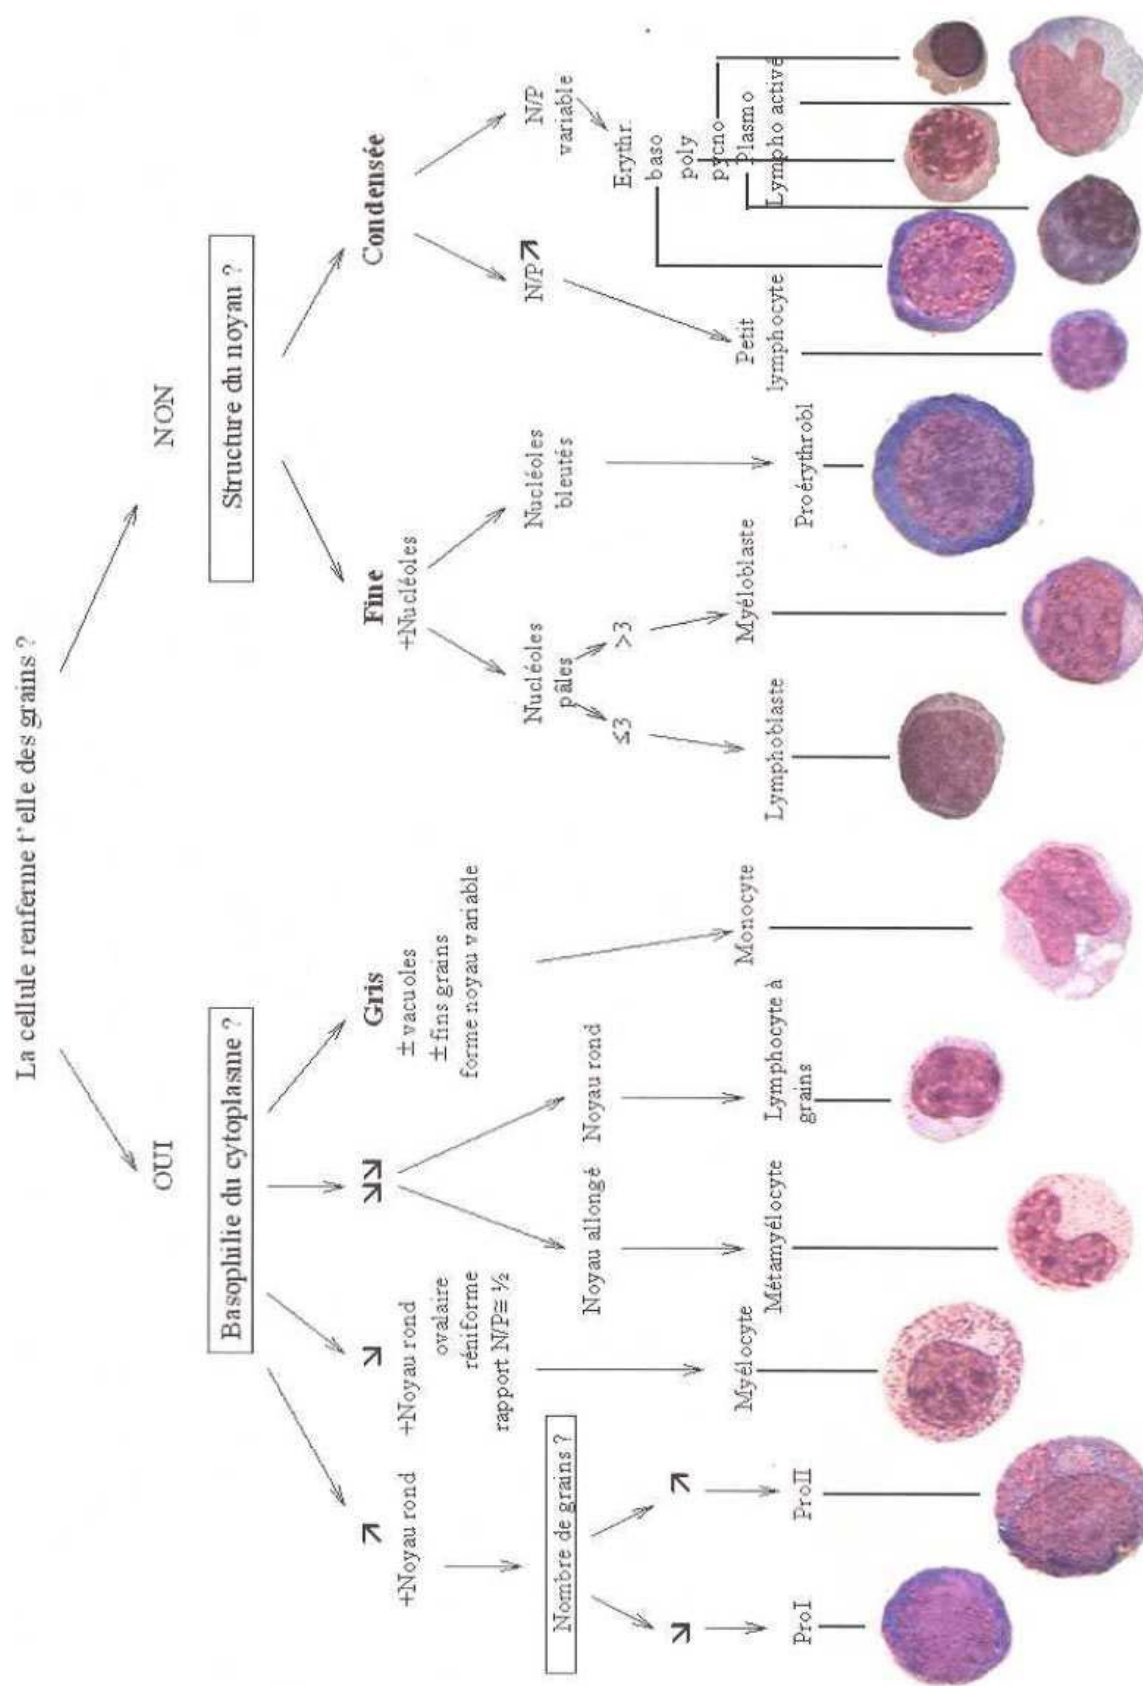 La cellule renferme t'elle des grains ?
OUI
NON
Basophilie du cytoplasme ?
Structure du noyau ?
↗
+Noyau rond
↘
+Noyau rond
ovalaire
réniforme
rapport N/P≅ ½
↘↘
Gris
±vacuoles
±fins grains
forme noyau variable
Fine
+Nucléoles
Condensée
Nombre de grains ?
Noyau allongé
Noyau rond
Nucléoles
pâles
Nucléoles
bleutés
N/P↗
N/P
variable
↘
↗
≤3
>3
Erythr.
baso
poly
pycno
Plasmo
Lympho activé
ProI
ProII
Myélocyte
Métamyélocyte
Lymphocyte à
grains
Monocyte
Lymphoblaste
Myéloblaste
Proérythrobl
Petit
lymphocyte